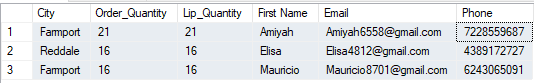 City Order_Quantity Lip_Quantity First Name Email Phone
1 Farmport 21 21 Amiyah Amiyah6558@gmail.com 7228559687
2 Reddale 16 16 Elisa Elisa4812@gmail.com 4389172727
3 Farmport 16 16 Mauricio Mauricio8701@gmail.com 6243065091